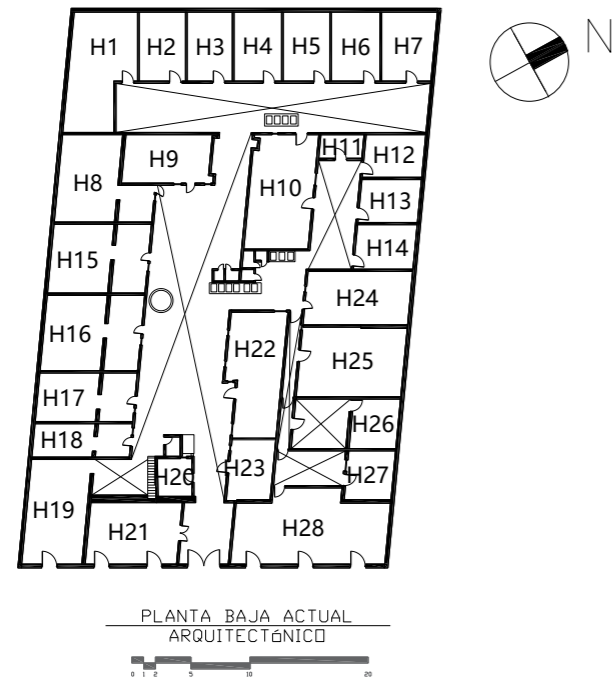 N
H1 H2 H3 H4 H5 H6 H7
H9 H11 H12
H8 H10 H13
H15 H14
H16 H24
H22 H25
H17
H18 H26
H20 H23 H27
H19 H21 H28
PLANTA BAJA ACTUAL
ARQUITECTóNICO
0 1 2 5 10 20